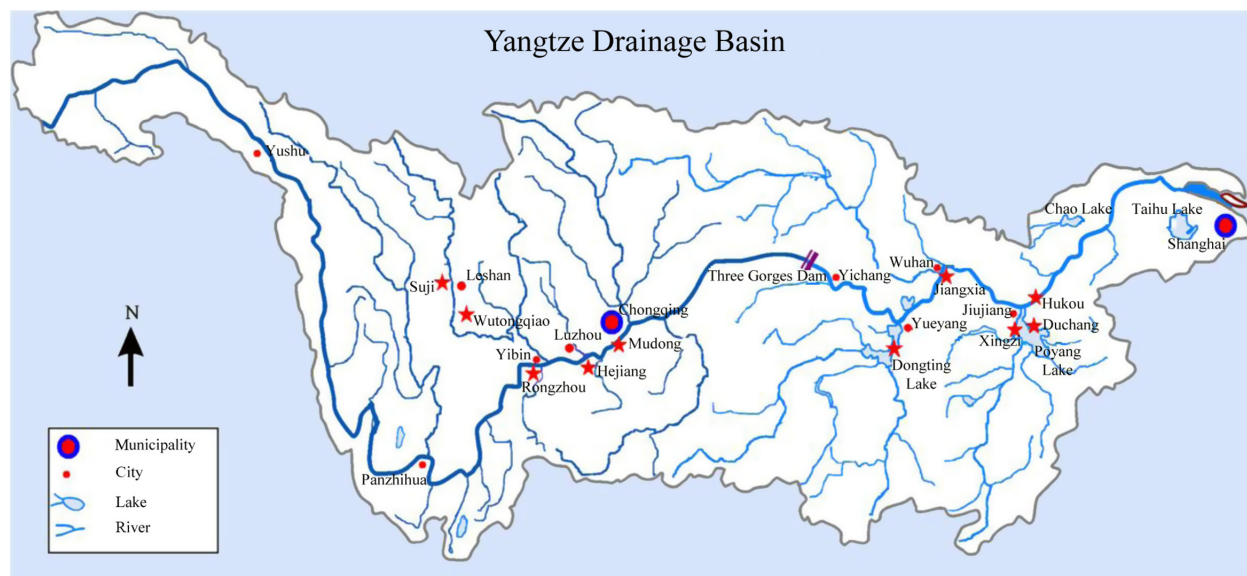 Yangtze Drainage Basin
Yushu
Chao Lake
Taihu Lake
Shanghai
Wuhan
Three Gorges Dam
Yichang
Jiangxia
Suji
Leshan
Hukou
Chongqing
Jiujiang
Wutongqiao
Duchang
Yueyang
Luzhou
Mudong
Xingzi
Yibin
Poyang
Lake
Hejiang
Dongting
Lake
Rongzhou
N
Panzhihua
Municipality
City
Lake
River